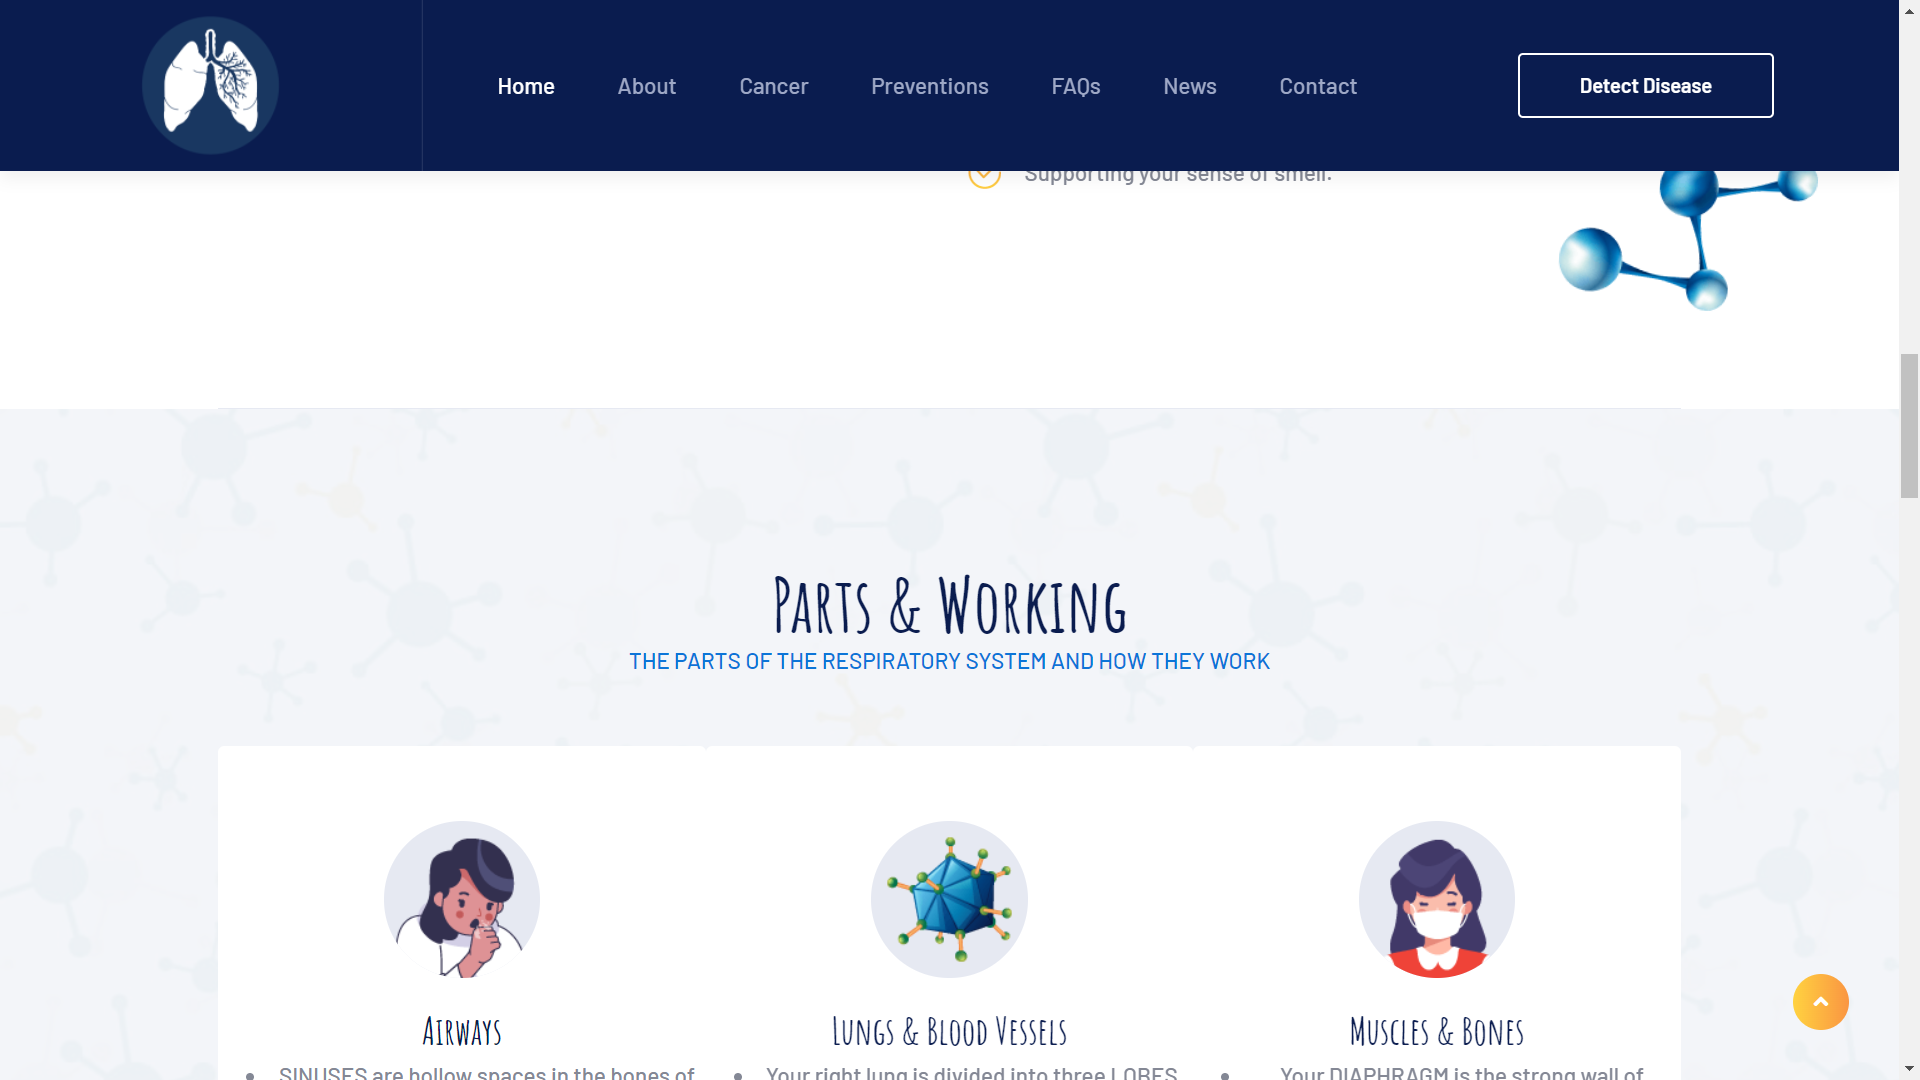 Home About Cancer Preventions FAQs News Contact Detect Disease
Supporting your sense of smell.
Parts & Working
THE PARTS OF THE RESPIRATORY SYSTEM AND HOW THEY WORK
Airways Lungs & Blood Vessels Muscles & Bones
SINUSES are hollow spaces in the bones of Your right lung is divided into three LOBES Your DIAPHRAGM is the strong wall of